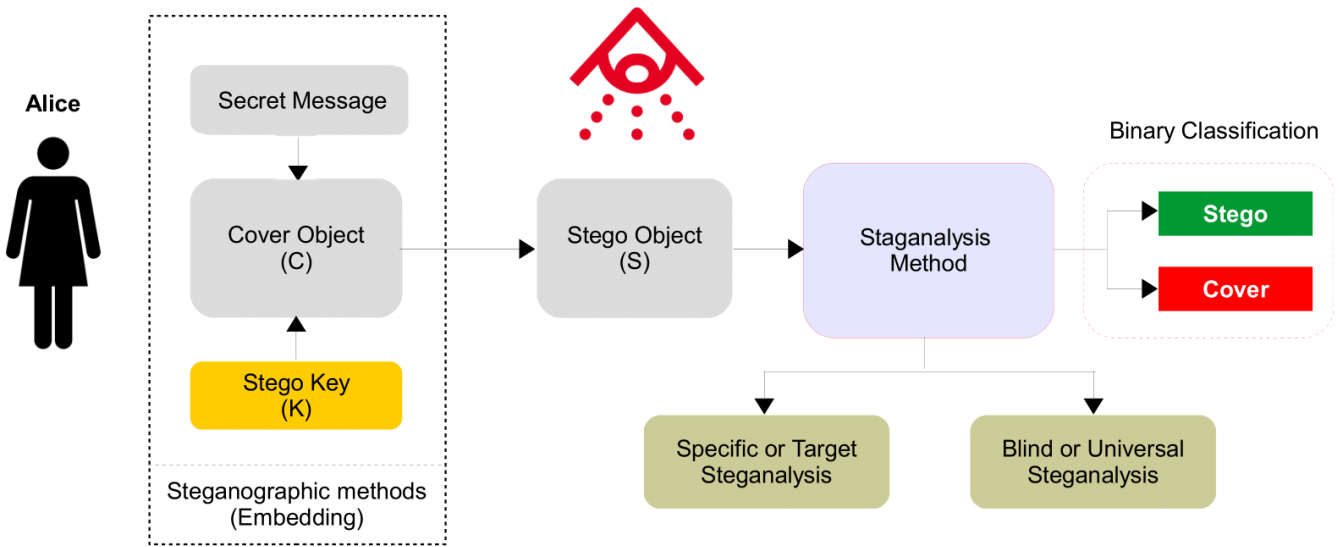 Alice
Secret Message
Cover Object
(C)
Stego Key
(K)
Steganographic methods
(Embedding)
Stego Object
(S)
Staganalysis
Method
Binary Classification
Stego
Cover
Specific or Target
Steganalysis
Blind or Universal
Steganalysis